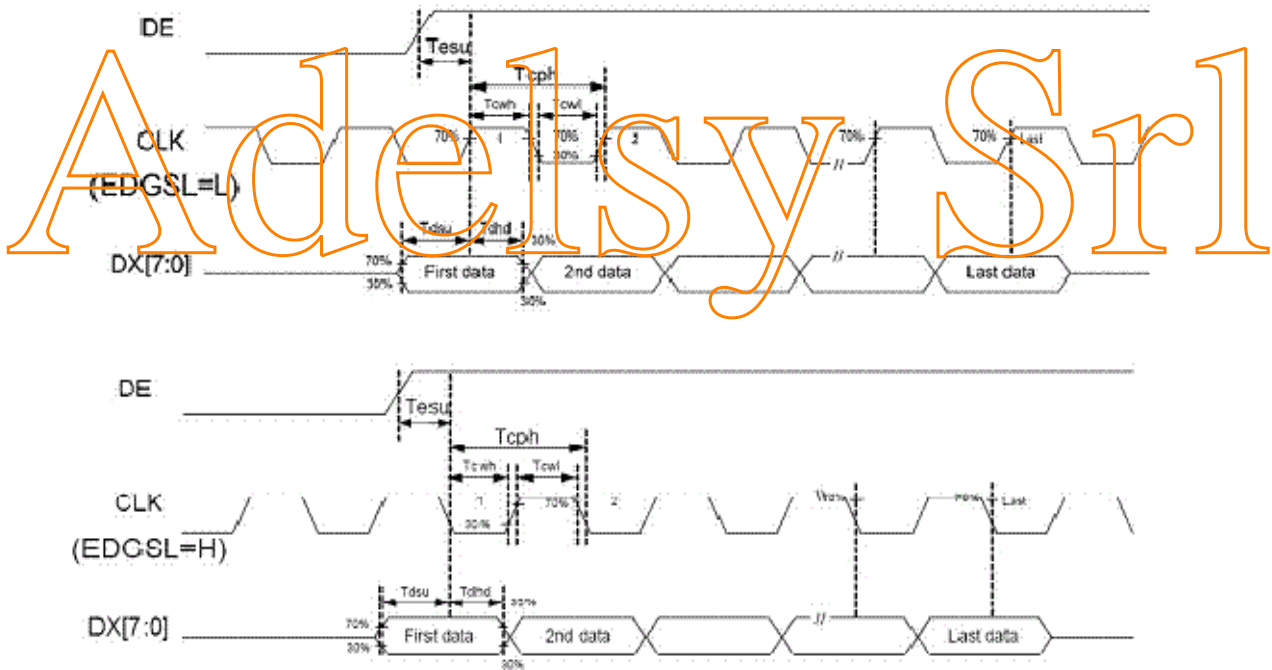 DE
Tesu
Tcph
Tcwh Tcwl
CLK 70% 1 70% 2 70% 70% Last
30%
(EDGSL=L)
Adelsy Srl
Tdsu Tdhd 30%
DX[7:0] 70% First data 2nd data // Last data
30% 30%
DE
Tesu
Tcph
Tcwh Tcwl
CLK 1 70% 2 70% 70% Last
30%
(EDGSL=H)
Tdsu Tdhd 30%
DX[7:0] 70% First data 2nd data // Last data
30% 30%